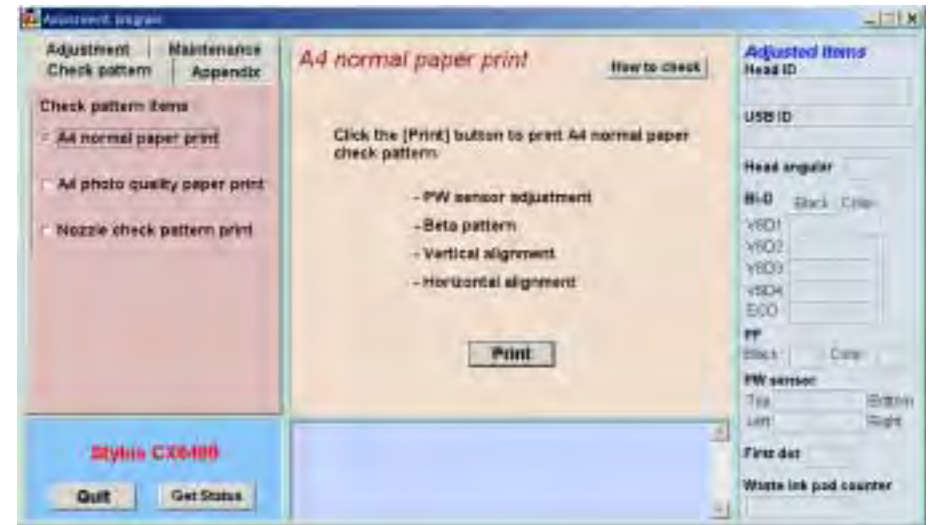 Adjustment program
Adjustment Maintenance
Check pattern Appendix
Check pattern items
A4 normal paper print
A4 photo quality paper print
Nozzle check pattern print
Stylus CX6400
Quit Get Status
A4 normal paper print How to check
Click the [Print] button to print A4 normal paper
check pattern
- PW sensor adjustment
- Beta pattern
- Vertical alignment
- Horizontal alignment
Print
Adjusted items
Head ID
USB ID
Head angular
Bi-D Black Color
VSD1
VSD2
VSD3
VSD4
ECO
PF
Black Color
PW sensor
Top Bottom
Left Right
First dot
Waste ink pad counter